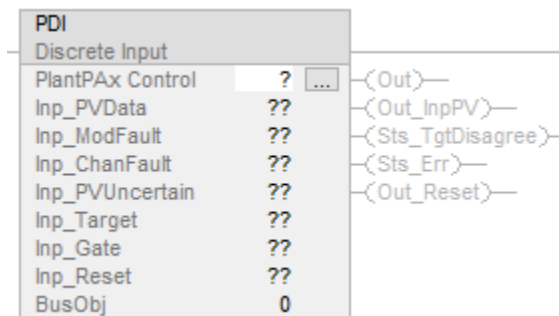 PDI
Discrete Input
PlantPAx Control ? ... (Out)
Inp_PVData ?? (Out_InpPV)
Inp_ModFault ?? (Sts_TgtDisagree)
Inp_ChanFault ?? (Sts_Err)
Inp_PVUncertain ?? (Out_Reset)
Inp_Target ??
Inp_Gate ??
Inp_Reset ??
BusObj 0